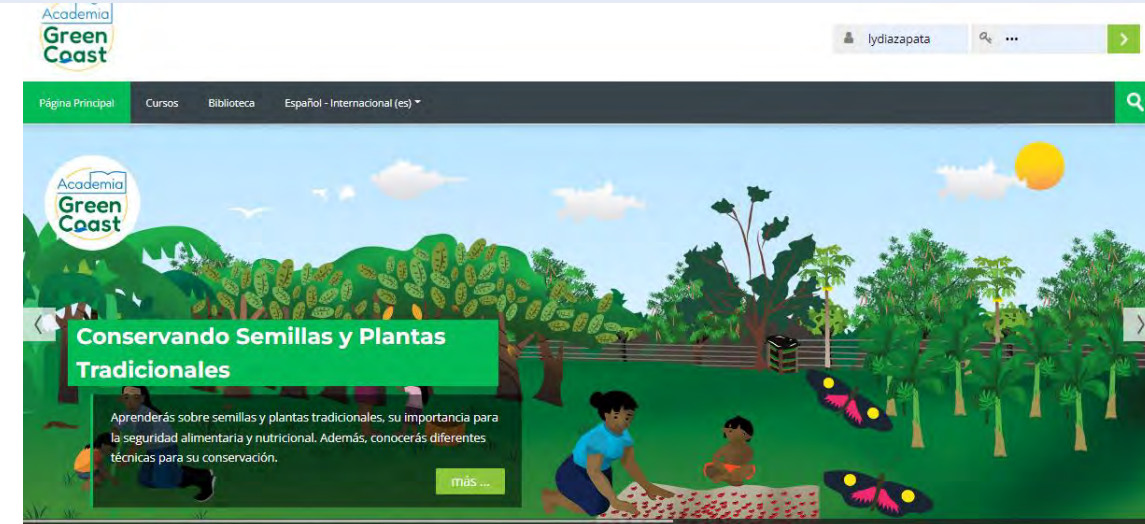 Academia
Green
Coast
lydiazapata
•••
Página Principal
Cursos
Biblioteca
Español - Internacional (es)
Academia
Green
Coast
Conservando Semillas y Plantas
Tradicionales
Aprenderás sobre semillas y plantas tradicionales, su importancia para
la seguridad alimentaria y nutricional. Además, conocerás diferentes
técnicas para su conservación.
más ...